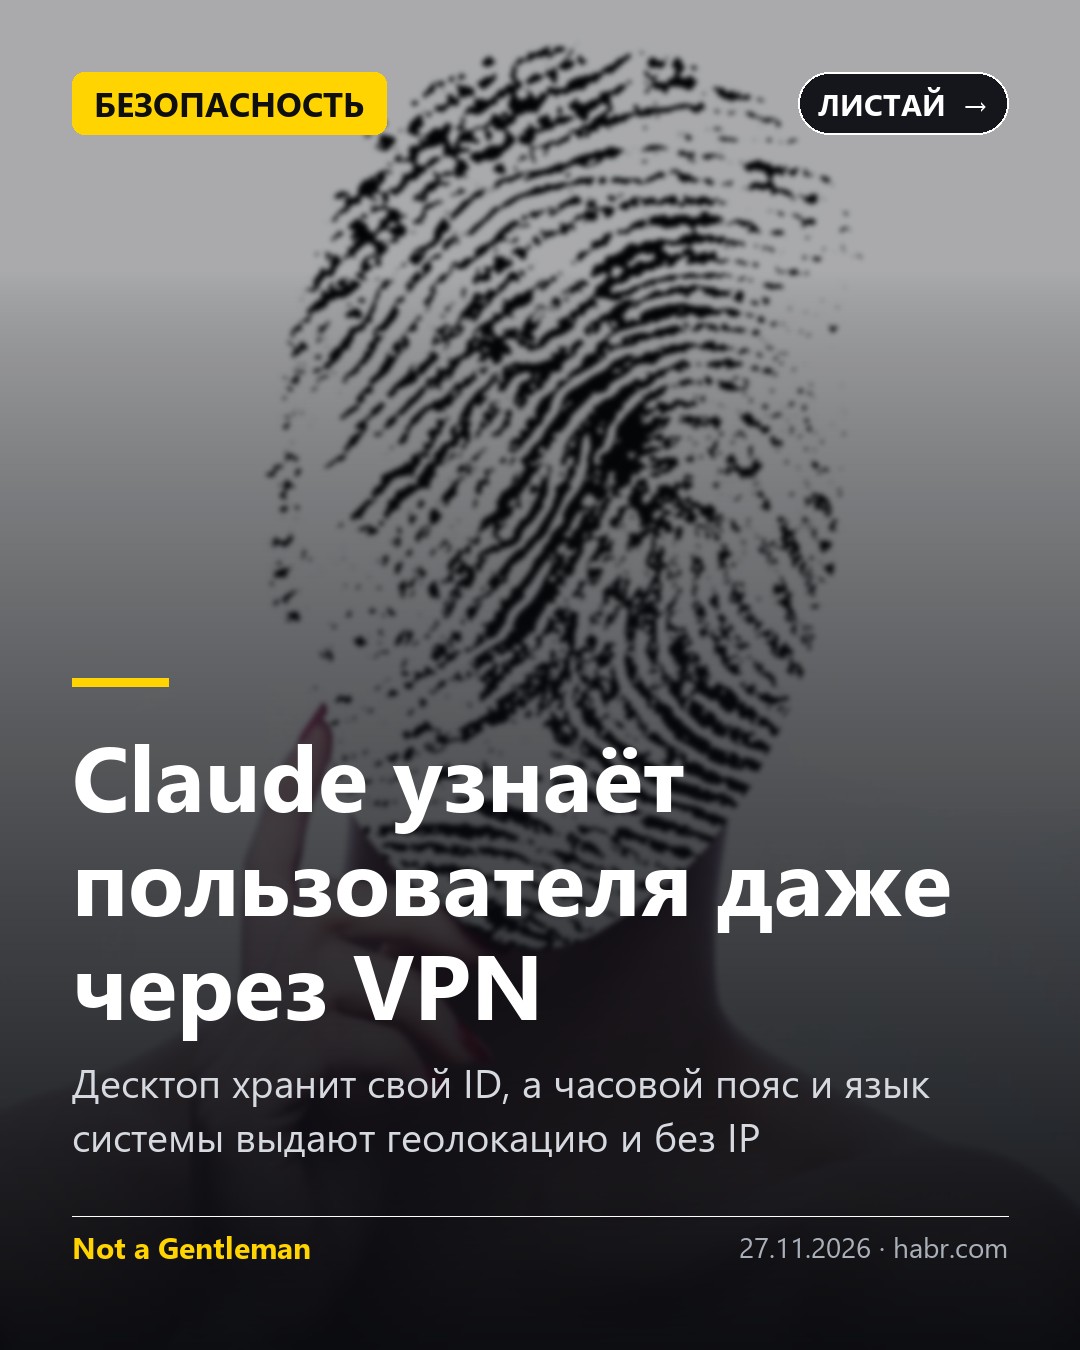 БЕЗОПАСНОСТЬ
ЛИСТАЙ →
Claude узнаёт
пользователя даже
через VPN
Десктоп хранит свой ID, а часовой пояс и язык
системы выдают геолокацию и без IP
Not a Gentleman
27.11.2026 · habr.com